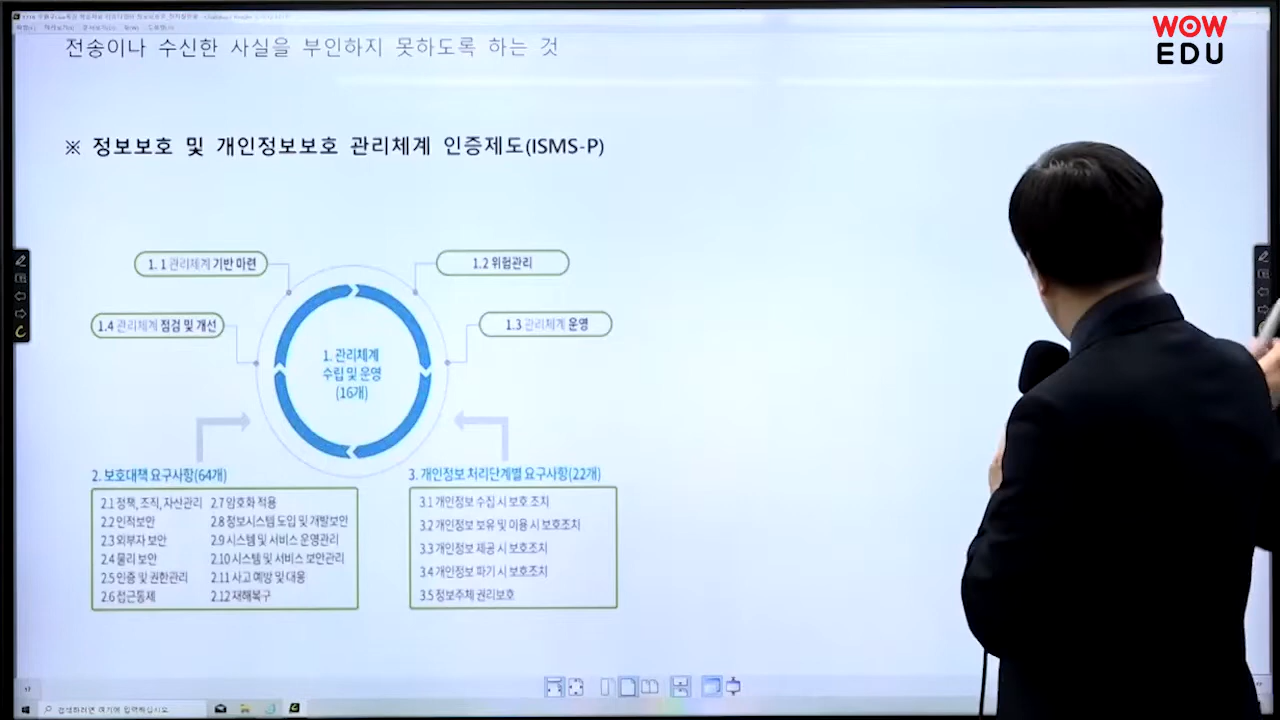 WOW
EDU
전송이나 수신한 사실을 부인하지 못하도록 하는 것
※ 정보보호 및 개인정보보호 관리체계 인증제도(ISMS-P)
1. 1 관리체계 기반 마련
1.2 위험관리
1.4 관리체계 점검 및 개선
1.3 관리체계 운영
1. 관리체계
수립 및 운영
(16개)
2. 보호대책 요구사항(64개)
2.1 정책, 조직, 자산관리
2.2 인적보안
2.3 외부자 보안
2.4 물리 보안
2.5 인증 및 권한관리
2.6 접근통제
2.7 암호화 적용
2.8 정보시스템 도입 및 개발보안
2.9 시스템 및 서비스 운영관리
2.10 시스템 및 서비스 보안관리
2.11 사고 예방 및 대응
2.12 재해복구
3. 개인정보 처리단계별 요구사항(22개)
3.1 개인정보 수집 시 보호 조치
3.2 개인정보 보유 및 이용 시 보호조치
3.3 개인정보 제공 시 보호조치
3.4 개인정보 파기 시 보호조치
3.5 정보주체 권리보호
검색하려면 여기에 입력하십시오.